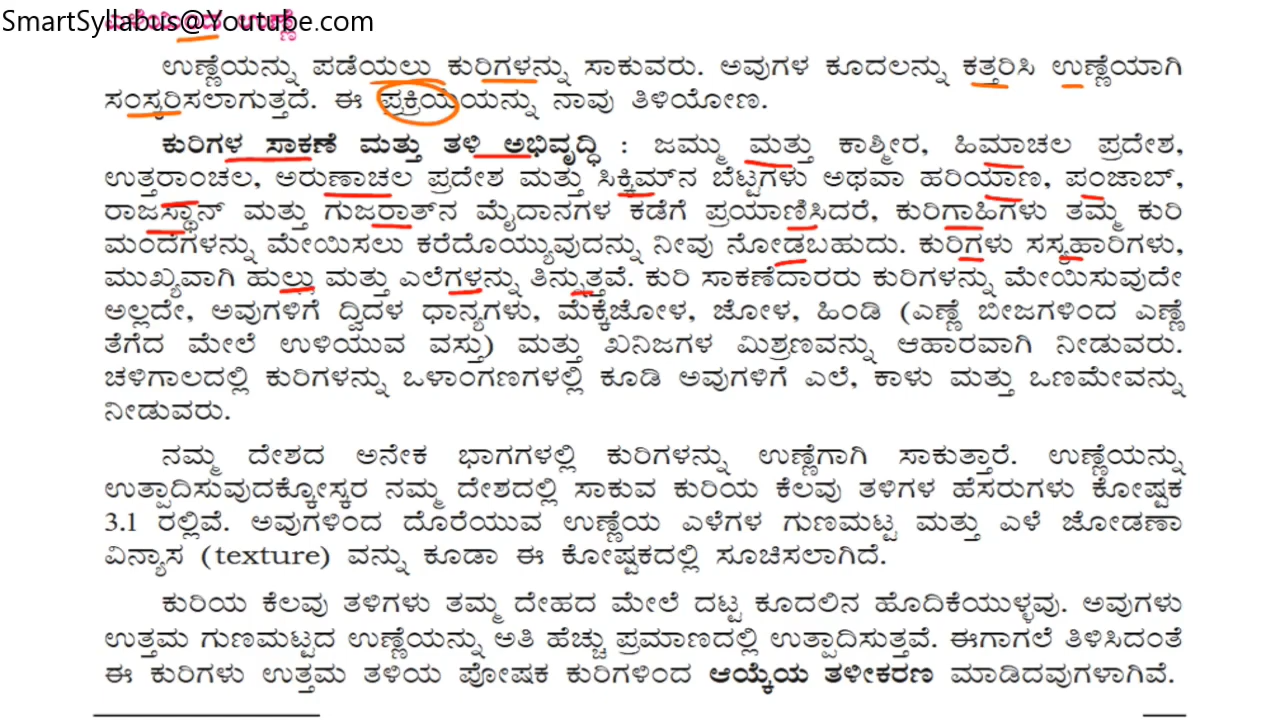 SmartSyllabus@Youtube.com
ಉಣ್ಣೆ
ಉಣ್ಣೆಯನ್ನು ಪಡೆಯಲು ಕುರಿಗಳನ್ನು ಸಾಕುವರು. ಅವುಗಳ ಕೂದಲನ್ನು ಕತ್ತರಿಸಿ ಉಣ್ಣೆಯಾಗಿ
ಸಂಸ್ಕರಿಸಲಾಗುತ್ತದೆ. ಈ ಪ್ರಕ್ರಿಯೆಯನ್ನು ನಾವು ತಿಳಿಯೋಣ.
ಕುರಿಗಳ ಸಾಕಣೆ ಮತ್ತು ತಳಿ ಅಭಿವೃದ್ಧಿ : ಜಮ್ಮು ಮತ್ತು ಕಾಶ್ಮೀರ, ಹಿಮಾಚಲ ಪ್ರದೇಶ,
ಉತ್ತರಾಂಚಲ, ಅರುಣಾಚಲ ಪ್ರದೇಶ ಮತ್ತು ಸಿಕ್ಕಿಮ್‌ನ ಬೆಟ್ಟಗಳು ಅಥವಾ ಹರಿಯಾಣ, ಪಂಜಾಬ್,
ರಾಜಸ್ಥಾನ್ ಮತ್ತು ಗುಜರಾತ್‌ನ ಮೈದಾನಗಳ ಕಡೆಗೆ ಪ್ರಯಾಣಿಸಿದರೆ, ಕುರಿಗಾಹಿಗಳು ತಮ್ಮ ಕುರಿ
ಮಂದೆಗಳನ್ನು ಮೇಯಿಸಲು ಕರೆದೊಯ್ಯುವುದನ್ನು ನೀವು ನೋಡಬಹುದು. ಕುರಿಗಳು ಸಸ್ಯಹಾರಿಗಳು,
ಮುಖ್ಯವಾಗಿ ಹುಲ್ಲು ಮತ್ತು ಎಲೆಗಳನ್ನು ತಿನ್ನುತ್ತವೆ. ಕುರಿ ಸಾಕಣೆದಾರರು ಕುರಿಗಳನ್ನು ಮೇಯಿಸುವುದೇ
ಅಲ್ಲದೇ, ಅವುಗಳಿಗೆ ದ್ವಿದಳ ಧಾನ್ಯಗಳು, ಮೆಕ್ಕೆಜೋಳ, ಜೋಳ, ಹಿಂಡಿ (ಎಣ್ಣೆ ಬೀಜಗಳಿಂದ ಎಣ್ಣೆ
ತೆಗೆದ ಮೇಲೆ ಉಳಿಯುವ ವಸ್ತು) ಮತ್ತು ಖನಿಜಗಳ ಮಿಶ್ರಣವನ್ನು ಆಹಾರವಾಗಿ ನೀಡುವರು.
ಚಳಿಗಾಲದಲ್ಲಿ ಕುರಿಗಳನ್ನು ಒಳಾಂಗಣಗಳಲ್ಲಿ ಕೂಡಿ ಅವುಗಳಿಗೆ ಎಲೆ, ಕಾಳು ಮತ್ತು ಒಣಮೇವನ್ನು
ನೀಡುವರು.
ನಮ್ಮ ದೇಶದ ಅನೇಕ ಭಾಗಗಳಲ್ಲಿ ಕುರಿಗಳನ್ನು ಉಣ್ಣೆಗಾಗಿ ಸಾಕುತ್ತಾರೆ. ಉಣ್ಣೆಯನ್ನು
ಉತ್ಪಾದಿಸುವುದಕ್ಕೋಸ್ಕರ ನಮ್ಮ ದೇಶದಲ್ಲಿ ಸಾಕುವ ಕುರಿಯ ಕೆಲವು ತಳಿಗಳ ಹೆಸರುಗಳು ಕೋಷ್ಟಕ
3.1 ರಲ್ಲಿವೆ. ಅವುಗಳಿಂದ ದೊರೆಯುವ ಉಣ್ಣೆಯ ಎಳೆಗಳ ಗುಣಮಟ್ಟ ಮತ್ತು ಎಳೆ ಜೋಡಣಾ
ವಿನ್ಯಾಸ (texture) ವನ್ನು ಕೂಡಾ ಈ ಕೋಷ್ಟಕದಲ್ಲಿ ಸೂಚಿಸಲಾಗಿದೆ.
ಕುರಿಯ ಕೆಲವು ತಳಿಗಳು ತಮ್ಮ ದೇಹದ ಮೇಲೆ ದಟ್ಟ ಕೂದಲಿನ ಹೊದಿಕೆಯುಳ್ಳವು. ಅವುಗಳು
ಉತ್ತಮ ಗುಣಮಟ್ಟದ ಉಣ್ಣೆಯನ್ನು ಅತಿ ಹೆಚ್ಚು ಪ್ರಮಾಣದಲ್ಲಿ ಉತ್ಪಾದಿಸುತ್ತವೆ. ಈಗಾಗಲೆ ತಿಳಿಸಿದಂತೆ
ಈ ಕುರಿಗಳು ಉತ್ತಮ ತಳಿಯ ಪೋಷಕ ಕುರಿಗಳಿಂದ ಆಯ್ಕೆಯ ತಳೀಕರಣ ಮಾಡಿದವುಗಳಾಗಿವೆ.